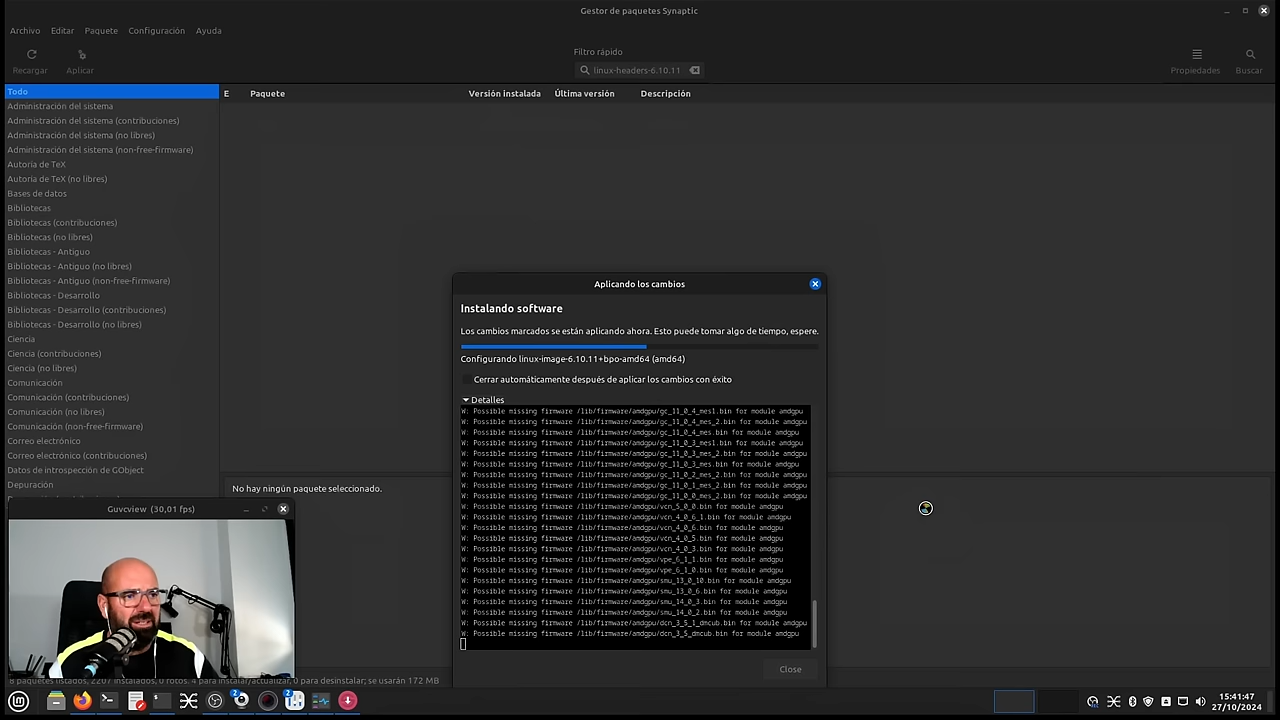 Gestor de paquetes Synaptic
Archivo Editar Paquete Configuración Ayuda
Filtro rápido
Recargar Aplicar linux-headers-6.10.11 Propiedades Buscar
Todo
E Paquete Versión instalada Última versión Descripción
Administración del sistema
Administración del sistema (contribuciones)
Administración del sistema (no libres)
Administración del sistema (non-free-firmware)
Autoria de TeX
Autoria de TeX (no libres)
Bases de datos
Bibliotecas
Bibliotecas (contribuciones)
Bibliotecas (no libres)
Bibliotecas - Antiguo
Bibliotecas - Antiguo (no libres)
Bibliotecas - Antiguo (non-free-firmware)
Bibliotecas - Desarrollo
Bibliotecas - Desarrollo (contribuciones)
Bibliotecas - Desarrollo (no libres)
Ciencia
Ciencia (contribuciones)
Ciencia (no libres)
Comunicación
Comunicación (contribuciones)
Comunicación (no libres)
Comunicación (non-free-firmware)
Correo electrónico
Correo electrónico (contribuciones)
Datos de introspección de GObject
Depuración
No hay ningún paquete seleccionado.
Aplicando los cambios
Instalando software
Los cambios marcados se están aplicando ahora. Esto puede tomar algo de tiempo, espere.
Configurando linux-image-6.10.11+bpo-amd64 (amd64)
Cerrar automáticamente después de aplicar los cambios con éxito
Detalles
W: Possible missing firmware /lib/firmware/amdgpu/gc_11_0_4_mes1.bin for module amdgpu
W: Possible missing firmware /lib/firmware/amdgpu/gc_11_0_4_mes_2.bin for module amdgpu
W: Possible missing firmware /lib/firmware/amdgpu/gc_11_0_4_mes.bin for module amdgpu
W: Possible missing firmware /lib/firmware/amdgpu/gc_11_0_3_mes1.bin for module amdgpu
W: Possible missing firmware /lib/firmware/amdgpu/gc_11_0_3_mes_2.bin for module amdgpu
W: Possible missing firmware /lib/firmware/amdgpu/gc_11_0_3_mes.bin for module amdgpu
W: Possible missing firmware /lib/firmware/amdgpu/gc_11_0_2_mes_2.bin for module amdgpu
W: Possible missing firmware /lib/firmware/amdgpu/gc_11_0_1_mes_2.bin for module amdgpu
W: Possible missing firmware /lib/firmware/amdgpu/gc_11_0_0_mes_2.bin for module amdgpu
W: Possible missing firmware /lib/firmware/amdgpu/vcn_5_0_0.bin for module amdgpu
W: Possible missing firmware /lib/firmware/amdgpu/vcn_4_0_6_1.bin for module amdgpu
W: Possible missing firmware /lib/firmware/amdgpu/vcn_4_0_6.bin for module amdgpu
W: Possible missing firmware /lib/firmware/amdgpu/vcn_4_0_5.bin for module amdgpu
W: Possible missing firmware /lib/firmware/amdgpu/vcn_4_0_3.bin for module amdgpu
W: Possible missing firmware /lib/firmware/amdgpu/vpe_6_1_1.bin for module amdgpu
W: Possible missing firmware /lib/firmware/amdgpu/vpe_6_1_0.bin for module amdgpu
W: Possible missing firmware /lib/firmware/amdgpu/smu_13_0_10.bin for module amdgpu
W: Possible missing firmware /lib/firmware/amdgpu/smu_13_0_6.bin for module amdgpu
W: Possible missing firmware /lib/firmware/amdgpu/smu_14_0_3.bin for module amdgpu
W: Possible missing firmware /lib/firmware/amdgpu/smu_14_0_2.bin for module amdgpu
W: Possible missing firmware /lib/firmware/amdgpu/dcn_3_5_1_dmcub.bin for module amdgpu
W: Possible missing firmware /lib/firmware/amdgpu/dcn_3_5_dmcub.bin for module amdgpu
Close
Guvcview (30,01 fps)
8 paquetes listados, 2207 instalados, 0 rotos. 4 para instalar/actualizar, 0 para desinstalar; se usarán 172 MB
2 2
15:41:47
27/10/2024